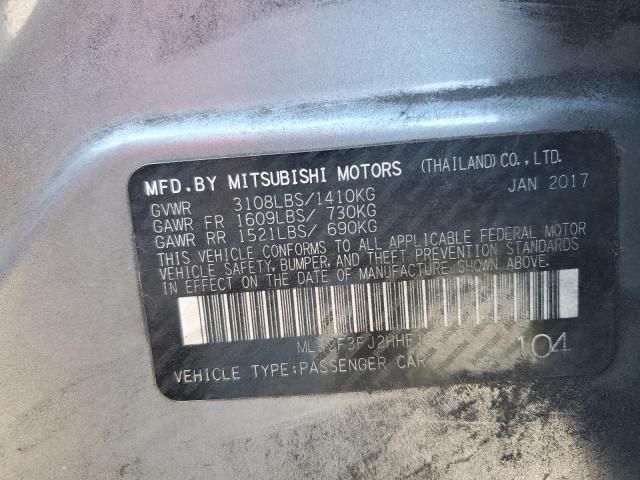 MFD.BY MITSUBISHI MOTORS (THAILAND)CO.,LTD.
JAN 2017
GVWR 3108LBS/1410KG
GAWR FR 1609LBS/ 730KG
GAWR RR 1521LBS/ 690KG
THIS VEHICLE CONFORMS TO ALL APPLICABLE FEDERAL MOTOR
VEHICLE SAFETY, BUMPER, AND THEFT PREVENTION STANDARDS
IN EFFECT ON THE DATE OF MANUFACTURE SHOWN ABOVE.
104
VEHICLE TYPE:PASSENGER CAR